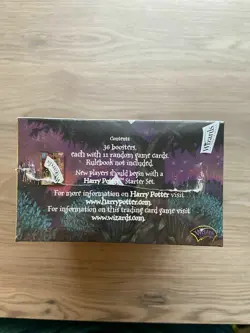 Contents
36 boosters,
each with 11 random game cards.
Rulebook not included.
New players should begin with a
Harry Potter™ Starter Set.
For more information on Harry Potter visit
www.harrypotter.com.
For information on this trading card game visit
www.wizards.com.
Wizards